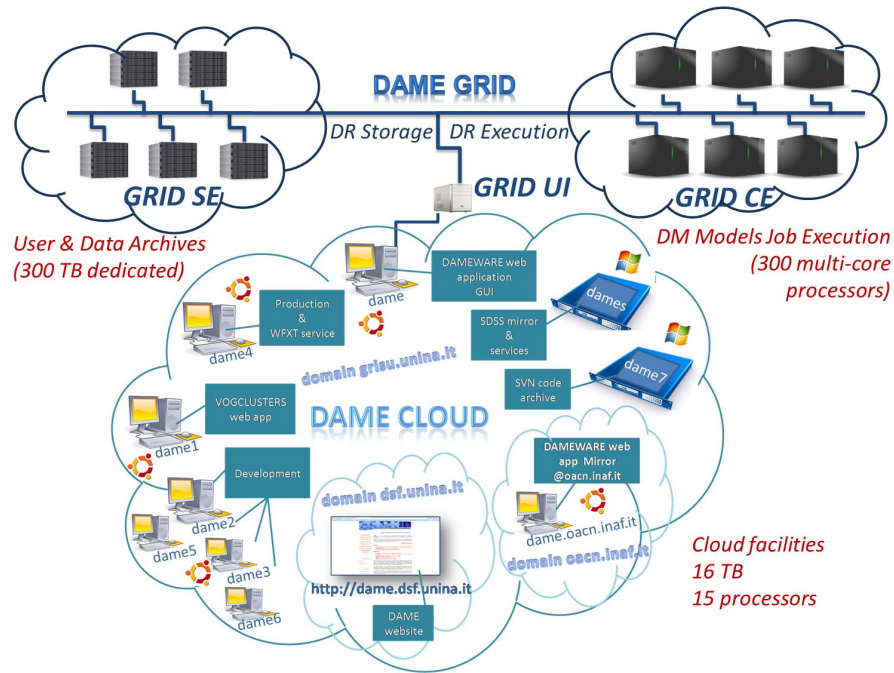 DAME GRID
DR Storage
DR Execution
GRID SE
GRID UI
GRID CE
User & Data Archives
(300 TB dedicated)
DM Models Job Execution
(300 multi-core
processors)
dame
DAMEWARE web
application
GUI
dames
Production
&
WFXT service
dame4
SDSS mirror
&
services
domain grisu.unina.it
dame7
SVN code
archive
VOGCLUSTERS
web app
dame1
DAME CLOUD
DAMEWARE web
app Mirror
@oacn.inaf.it
Development
domain dsf.unina.it
dame2
dame5
dame3
dame6
dame.oacn.inaf.it
domain oacn.inaf.it
http://dame.dsf.unina.it
DAME
website
Cloud facilities
16 TB
15 processors